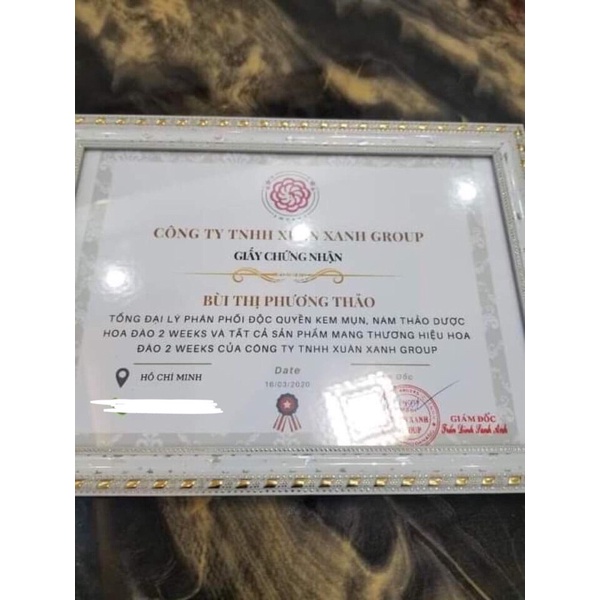 CÔNG TY TNHH XUÂN XANH GROUP
GIẤY CHỨNG NHẬN
BÙI THỊ PHƯƠNG THẢO
TỔNG ĐẠI LÝ PHÂN PHỐI ĐỘC QUYỀN KEM MỤN, NÁM THẢO DƯỢC
HOA ĐÀO 2 WEEKS VÀ TẤT CẢ SẢN PHẨM MANG THƯƠNG HIỆU HOA
ĐÀO 2 WEEKS CỦA CÔNG TY TNHH XUÂN XANH GROUP
Date
HỒ CHÍ MINH
16/03/2020
XANH
GIÁM ĐỐC